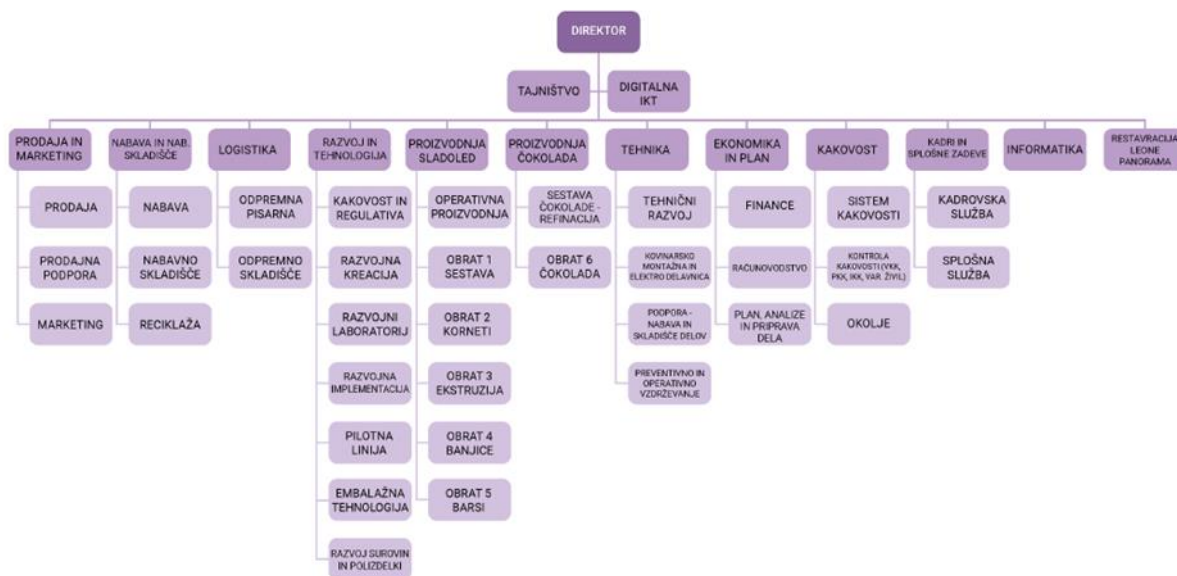 DIREKTOR
TAJNIŠTVO
DIGITALNA
IKT
PRODAJA IN
MARKETING
NABAVA IN NAB.
SKLADIŠČE
LOGISTIKA
RAZVOJ IN
TEHNOLOGIJA
PROIZVODNJA
SLADOLED
PROIZVODNJA
ČOKOLADA
TEHNIKA
EKONOMIKA
IN PLAN
KAKOVOST
KADRI IN
SPLOŠNE ZADEVE
INFORMATIKA
RESTAVRACIJA
LEONE
PANORAMA
PRODAJA
PRODAJNA
PODPORA
MARKETING
NABAVA
NABAVNO
SKLADIŠČE
RECIKLAŽA
ODPREMNA
PISARNA
ODPREMNO
SKLADIŠČE
KAKOVOST IN
REGULATIVA
RAZVOJNA
KREACIJA
RAZVOJNI
LABORATORIJ
RAZVOJNA
IMPLEMENTACIJA
PILOTNA
LINIJA
EMBALAŽNA
TEHNOLOGIJA
RAZVOJ SUROVIN
IN POLIZDELKI
OPERATIVNA
PROIZVODNJA
OBRAT 1
SESTAVA
OBRAT 2
KORNETI
OBRAT 3
EKSTRUZIJA
OBRAT 4
BANJICE
OBRAT 5
BARSI
SESTAVA
ČOKOLADE -
REFINACIJA
OBRAT 6
ČOKOLADA
TEHNIČNI
RAZVOJ
KOVINARSKO
MONTAŽNA IN
ELEKTRO DELAVNICA
PODPORA -
NABAVA IN
SKLADIŠČE DELOV
PREVENTIVNO IN
OPERATIVNO
VZDRŽEVANJE
FINANCE
RAČUNOVODSTVO
PLAN, ANALIZE
IN PRIPRAVA
DELA
SISTEM
KAKOVOSTI
KONTROLA
KAKOVOSTI (VKK,
PKK, IKK, VAR. ŽIVIL)
OKOLJE
KADROVSKA
SLUŽBA
SPLOŠNA
SLUŽBA